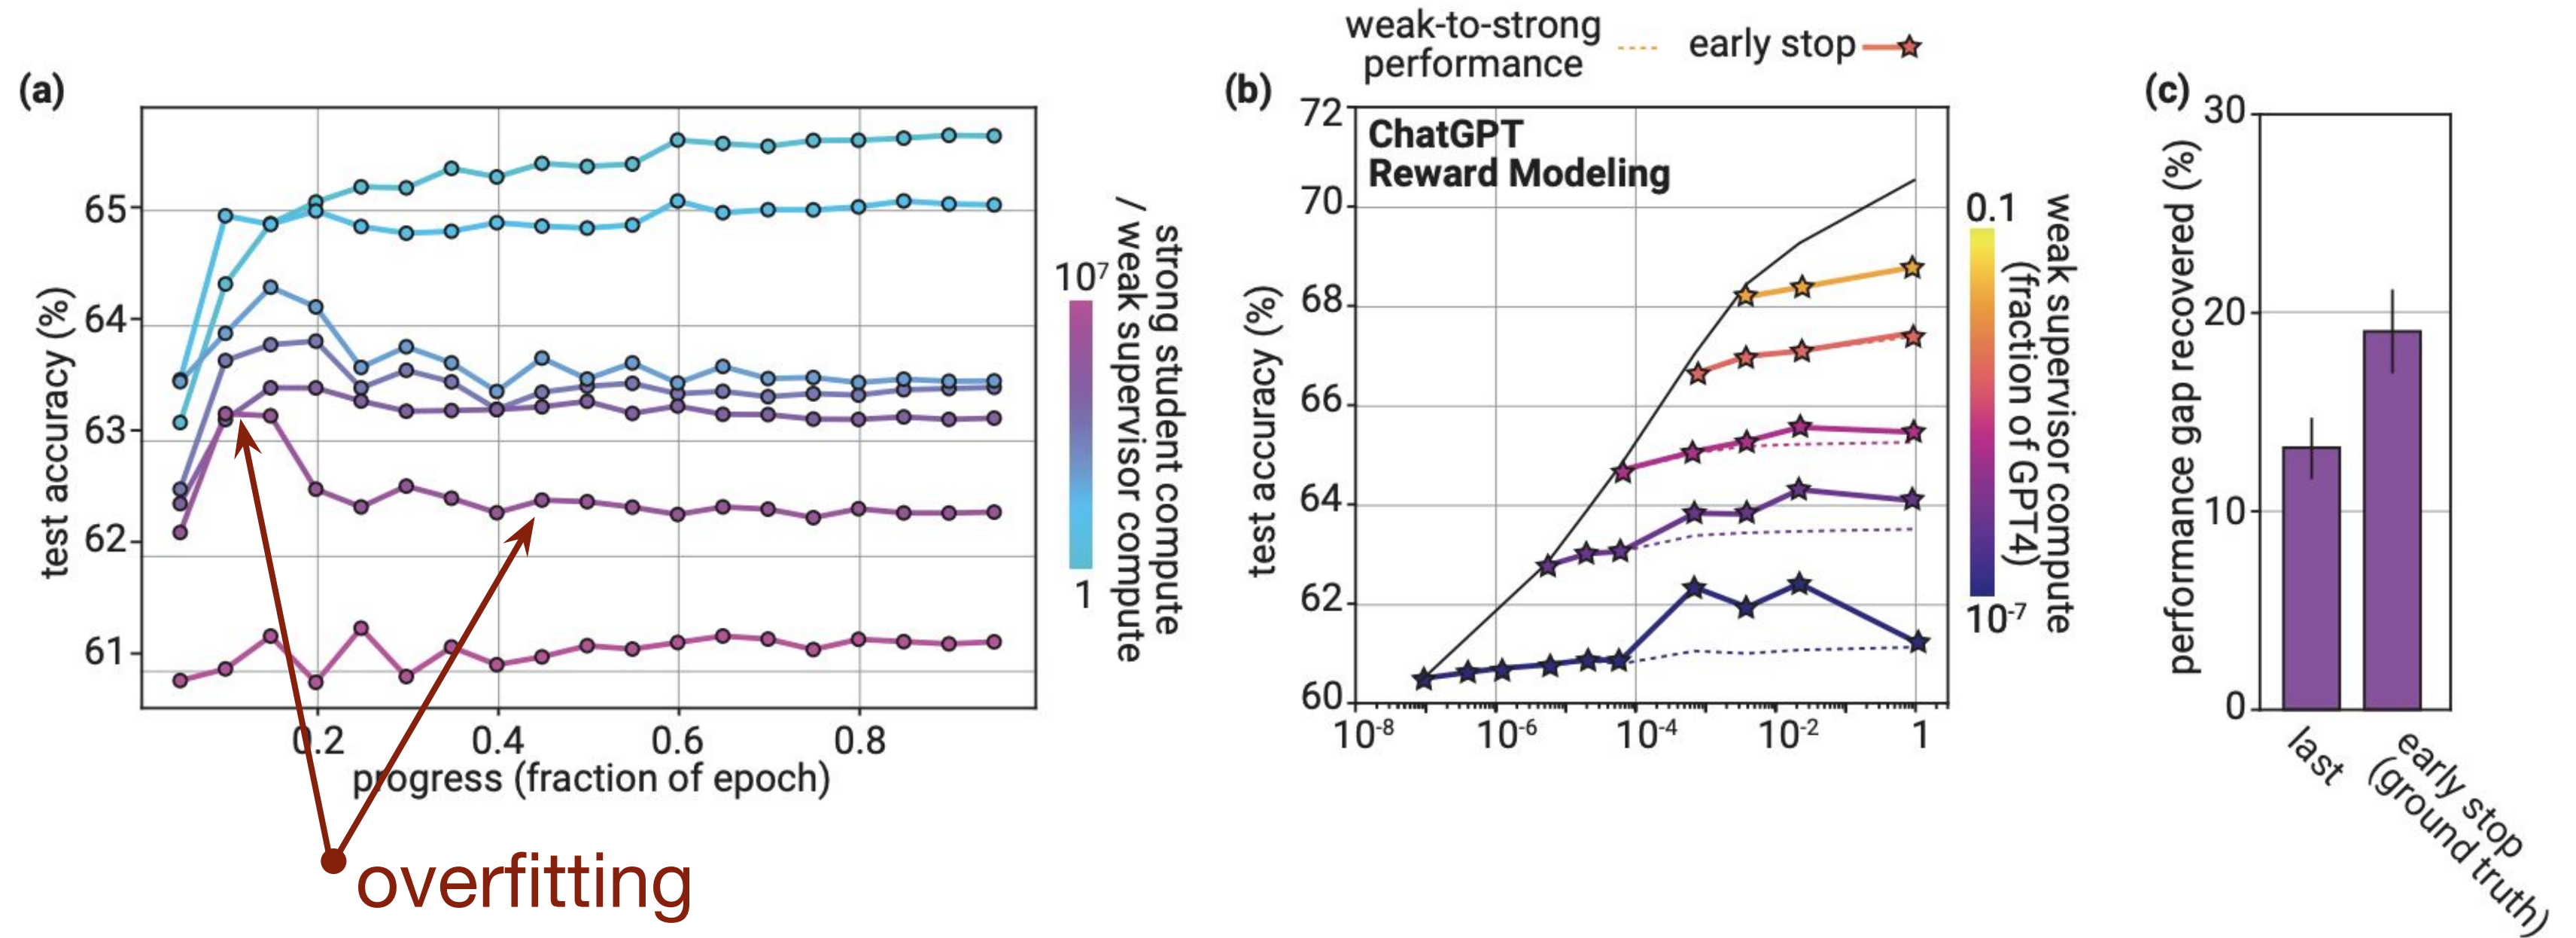 weak-to-strong
performance
early stop
(a)
test accuracy (%)
65
64
63
62
61
0.2
0.4
0.6
0.8
progress (fraction of epoch)
overfitting
10⁷
1
strong student compute
/ weak supervisor compute
(b)
ChatGPT
Reward Modeling
test accuracy (%)
72
70
68
66
64
62
60
10⁻⁸
10⁻⁶
10⁻⁴
10⁻²
1
0.1
10⁻⁷
weak supervisor compute
(fraction of GPT4)
(c)
performance gap recovered (%)
30
20
10
0
last
early stop
(ground truth)